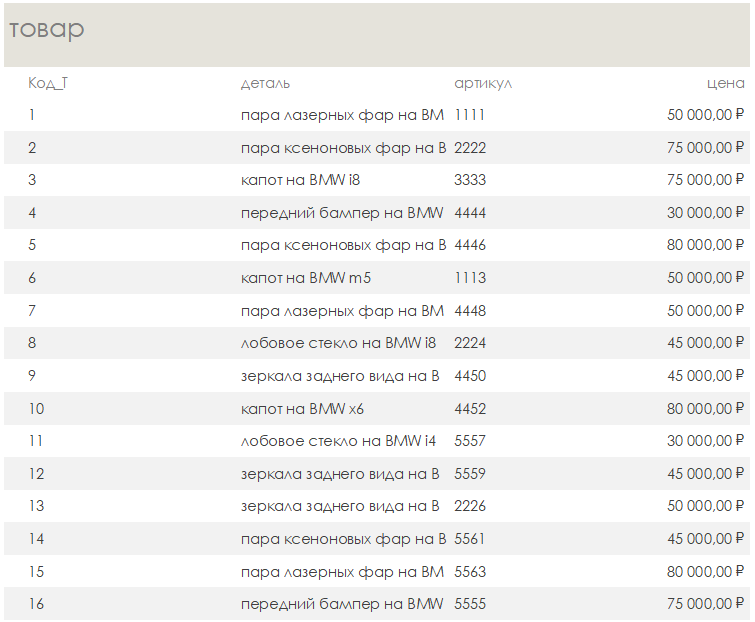 товар
Код_Т деталь артикул цена
1 пара лазерных фар на BM 1111 50 000,00 ₽
2 пара ксеноновых фар на B 2222 75 000,00 ₽
3 капот на BMW i8 3333 75 000,00 ₽
4 передний бампер на BMW 4444 30 000,00 ₽
5 пара ксеноновых фар на B 4446 80 000,00 ₽
6 капот на BMW m5 1113 50 000,00 ₽
7 пара лазерных фар на BM 4448 50 000,00 ₽
8 лобовое стекло на BMW i8 2224 45 000,00 ₽
9 зеркала заднего вида на B 4450 45 000,00 ₽
10 капот на BMW x6 4452 80 000,00 ₽
11 лобовое стекло на BMW i4 5557 30 000,00 ₽
12 зеркала заднего вида на B 5559 45 000,00 ₽
13 зеркала заднего вида на B 2226 50 000,00 ₽
14 пара ксеноновых фар на B 5561 45 000,00 ₽
15 пара лазерных фар на BM 5563 80 000,00 ₽
16 передний бампер на BMW 5555 75 000,00 ₽